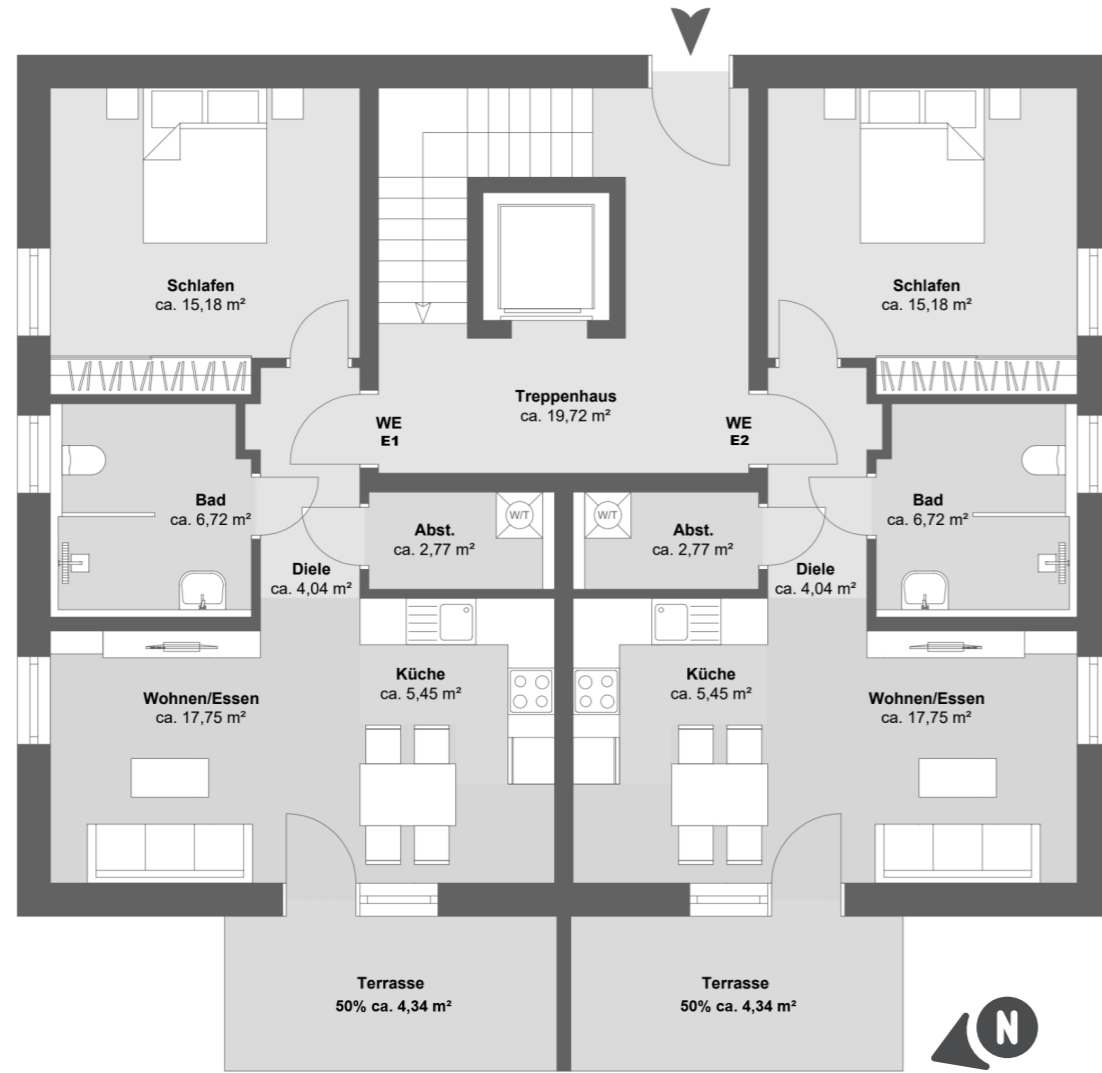 Schlafen
ca. 15,18 m²
Schlafen
ca. 15,18 m²
Treppenhaus
ca. 19,72 m²
WE
E1
WE
E2
Bad
ca. 6,72 m²
Abst.
ca. 2,77 m²
W/T
W/T
Abst.
ca. 2,77 m²
Bad
ca. 6,72 m²
Diele
ca. 4,04 m²
Diele
ca. 4,04 m²
Wohnen/Essen
ca. 17,75 m²
Küche
ca. 5,45 m²
Küche
ca. 5,45 m²
Wohnen/Essen
ca. 17,75 m²
Terrasse
50% ca. 4,34 m²
Terrasse
50% ca. 4,34 m²
N